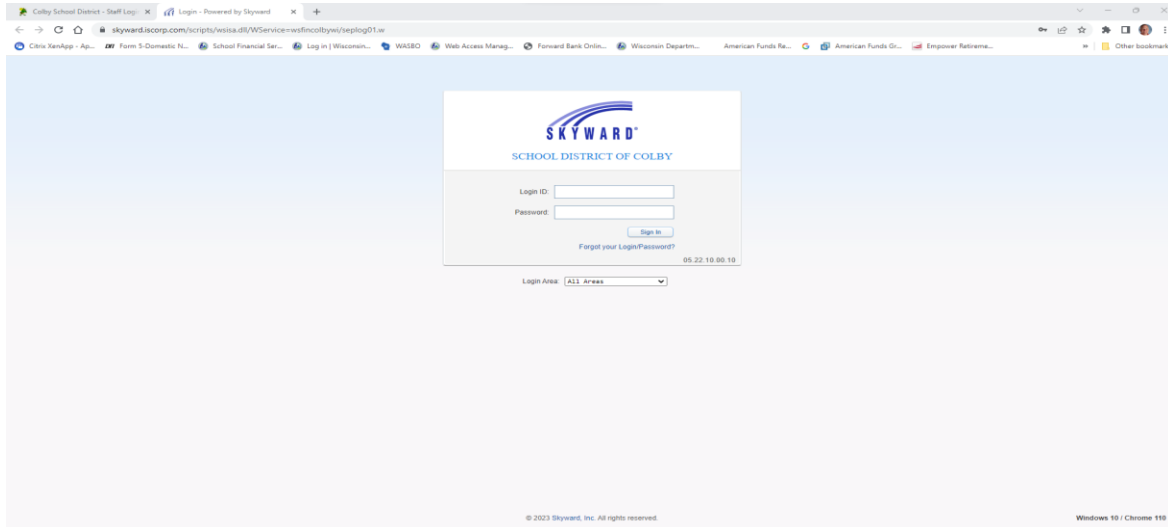 Colby School District - Staff Logi
Login - Powered by Skyward
skyward.iscorp.com/scripts/wsisa.dll/WService=wsfincolbywi/seplog01.w
Citrix XenApp - Ap... Form 5-Domestic N... School Financial Ser... Log in | Wisconsin... WASBO Web Access Manag... Forward Bank Onlin... Wisconsin Departm... American Funds Re... American Funds Gr... Empower Retireme... » Other bookmark
SKYWARD®
SCHOOL DISTRICT OF COLBY
Login ID:
Password:
Sign In
Forgot your Login/Password?
05.22.10.00.10
Login Area: All Areas
© 2023 Skyward, Inc. All rights reserved.
Windows 10 / Chrome 110